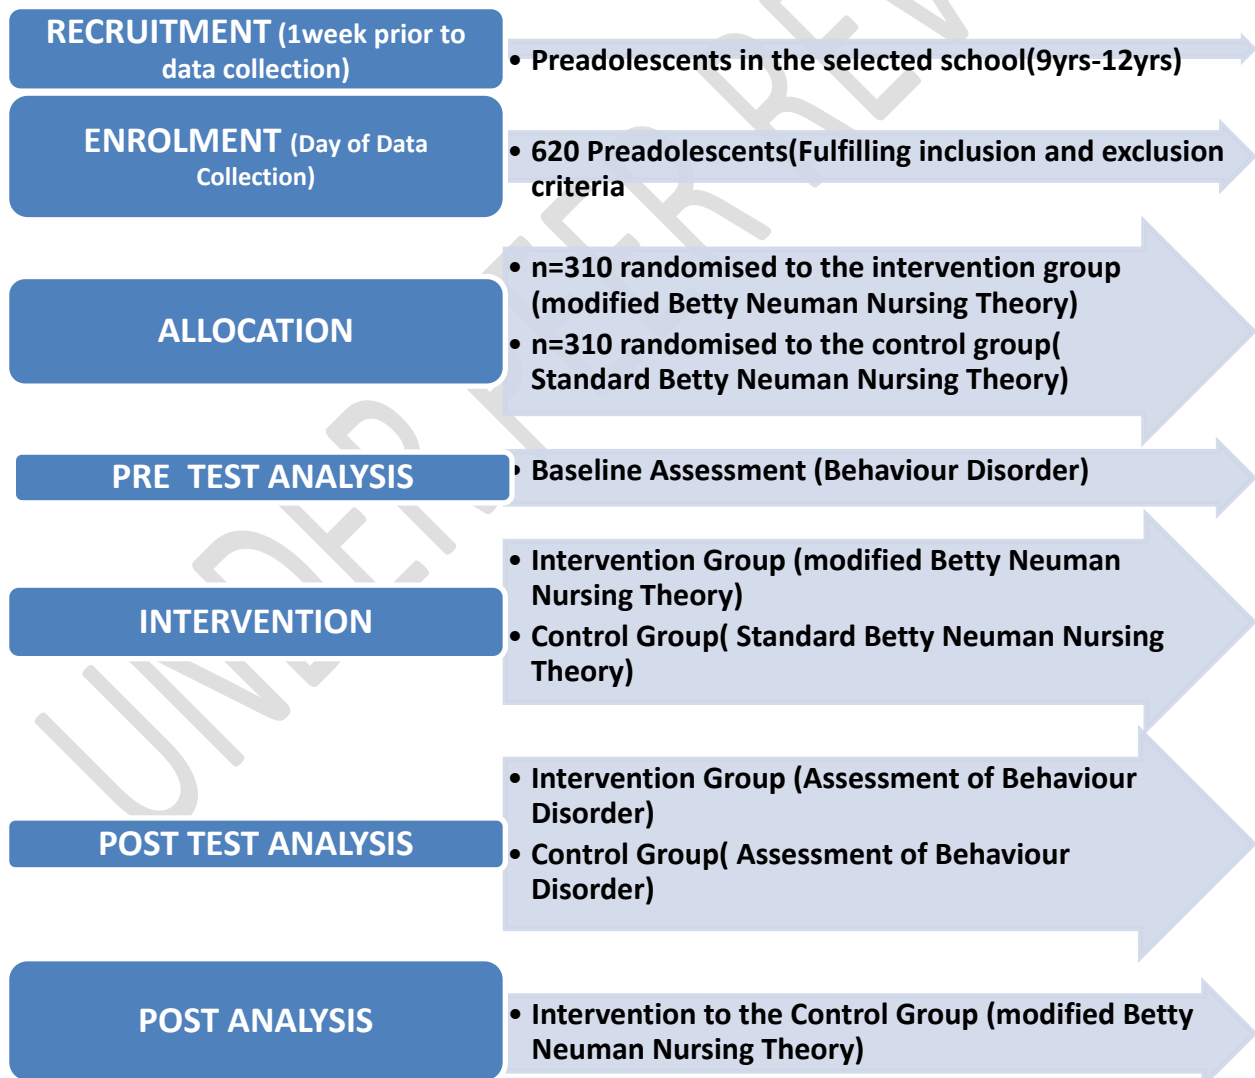 RECRUITMENT (1week prior to
data collection)
• Preadolescents in the selected school(9yrs-12yrs)
ENROLMENT (Day of Data
Collection)
• 620 Preadolescents(Fulfilling inclusion and exclusion
criteria
ALLOCATION
• n=310 randomised to the intervention group
(modified Betty Neuman Nursing Theory)
• n=310 randomised to the control group(
Standard Betty Neuman Nursing Theory)
PRE TEST ANALYSIS
• Baseline Assessment (Behaviour Disorder)
INTERVENTION
• Intervention Group (modified Betty Neuman
Nursing Theory)
• Control Group( Standard Betty Neuman Nursing
Theory)
POST TEST ANALYSIS
• Intervention Group (Assessment of Behaviour
Disorder)
• Control Group( Assessment of Behaviour
Disorder)
POST ANALYSIS
• Intervention to the Control Group (modified Betty
Neuman Nursing Theory)
UNDER PEER REV